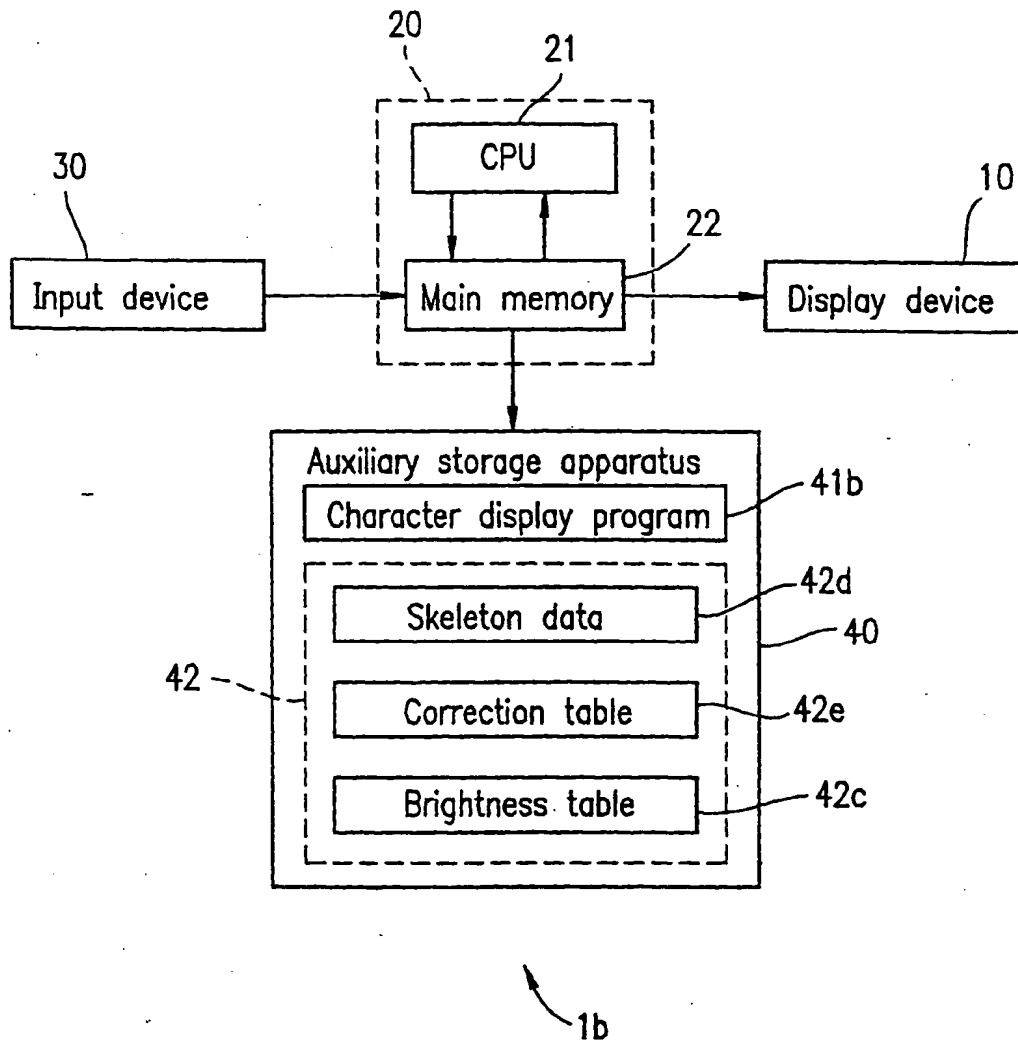 20
21
CPU
30
10
22
Input device
Main memory
Display device
Auxiliary storage apparatus
41b
Character display program
42d
Skeleton data
40
42
Correction table
42e
Brightness table
42c
1b